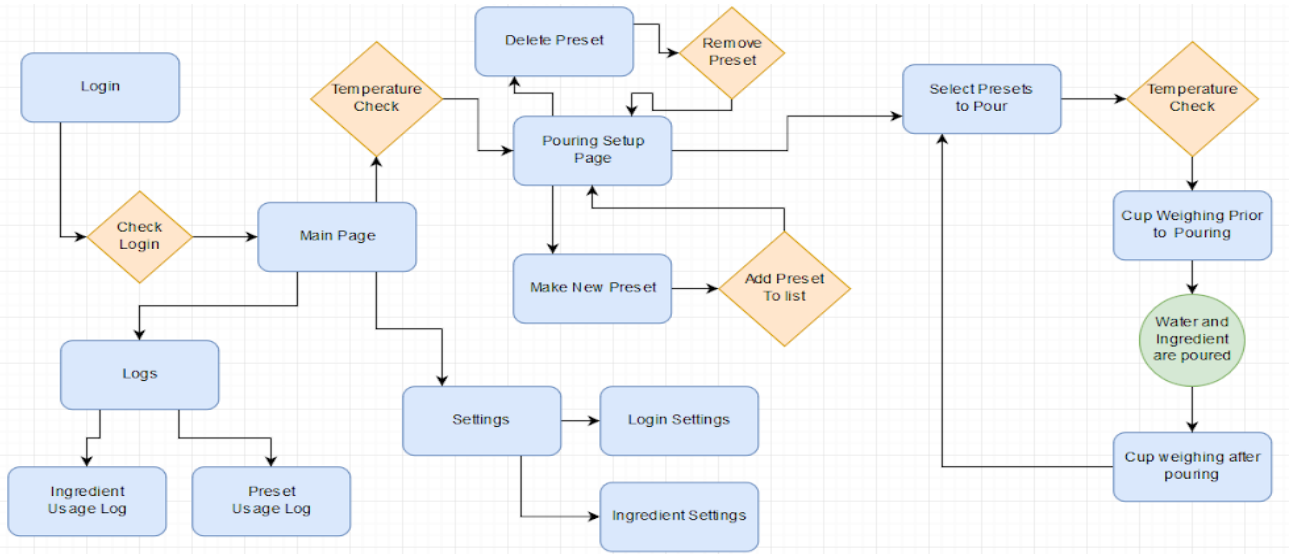 Login
Check
Login
Main Page
Temperature
Check
Delete Preset
Remove
Preset
Pouring Setup
Page
Make New Preset
Add Preset
To list
Logs
Ingredient
Usage Log
Preset
Usage Log
Settings
Login Settings
Ingredient Settings
Select Presets
to Pour
Temperature
Check
Cup Weighing Prior
to Pouring
Water and
Ingredient
are poured
Cup weighing after
pouring